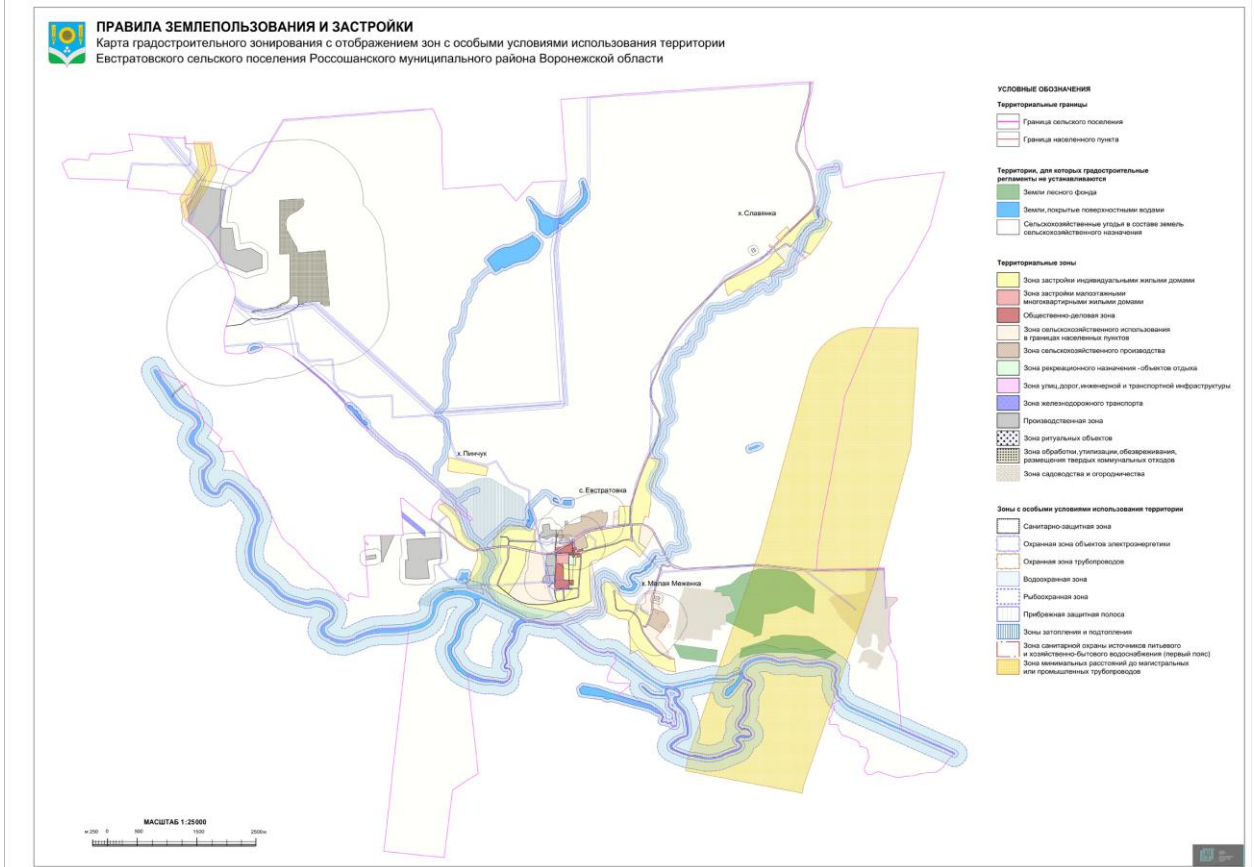 ПРАВИЛА ЗЕМЛЕПОЛЬЗОВАНИЯ И ЗАСТРОЙКИ
Карта градостроительного зонирования с отображением зон с особыми условиями использования территории
Евстратовского сельского поселения Россошанского муниципального района Воронежской области
х.Славянка
х.Пинчук
с.Евстратовка
х.Малая Меженка
УСЛОВНЫЕ ОБОЗНАЧЕНИЯ
Территориальные границы
Граница сельского поселения
Граница населенного пункта
Территории, для которых градостроительные
регламенты не устанавливаются
Земли лесного фонда
Земли,покрытые поверхностными водами
Сельскохозяйственные угодья в составе земель
сельскохозяйственного назначения
Территориальные зоны
Зона застройки индивидуальными жилыми домами
Зона застройки малоэтажными
многоквартирными жилыми домами
Общественно-деловая зона
Зона сельскохозяйственного использования
в границах населенных пунктов
Зона сельскохозяйственного производства
Зона рекреационного назначения -объектов отдыха
Зона улиц,дорог,инженерной и транспортной инфраструктуры
Зона железнодорожного транспорта
Производственная зона
Зона ритуальных объектов
Зона обработки,утилизации,обезвреживания,
размещения твердых коммунальных отходов
Зона садоводства и огородничества
Зоны с особыми условиями использования территории
Санитарно-защитная зона
Охранная зона объектов электроэнергетики
Охранная зона трубопроводов
Водоохранная зона
Рыбоохранная зона
Прибрежная защитная полоса
Зоны затопления и подтопления
Зона санитарной охраны источников питьевого
и хозяйственно-бытового водоснабжения (первый пояс)
Зона минимальных расстояний до магистральных
или промышленных трубопроводов
МАСШТАБ 1:25000
м 250 0 500 1500 2500м